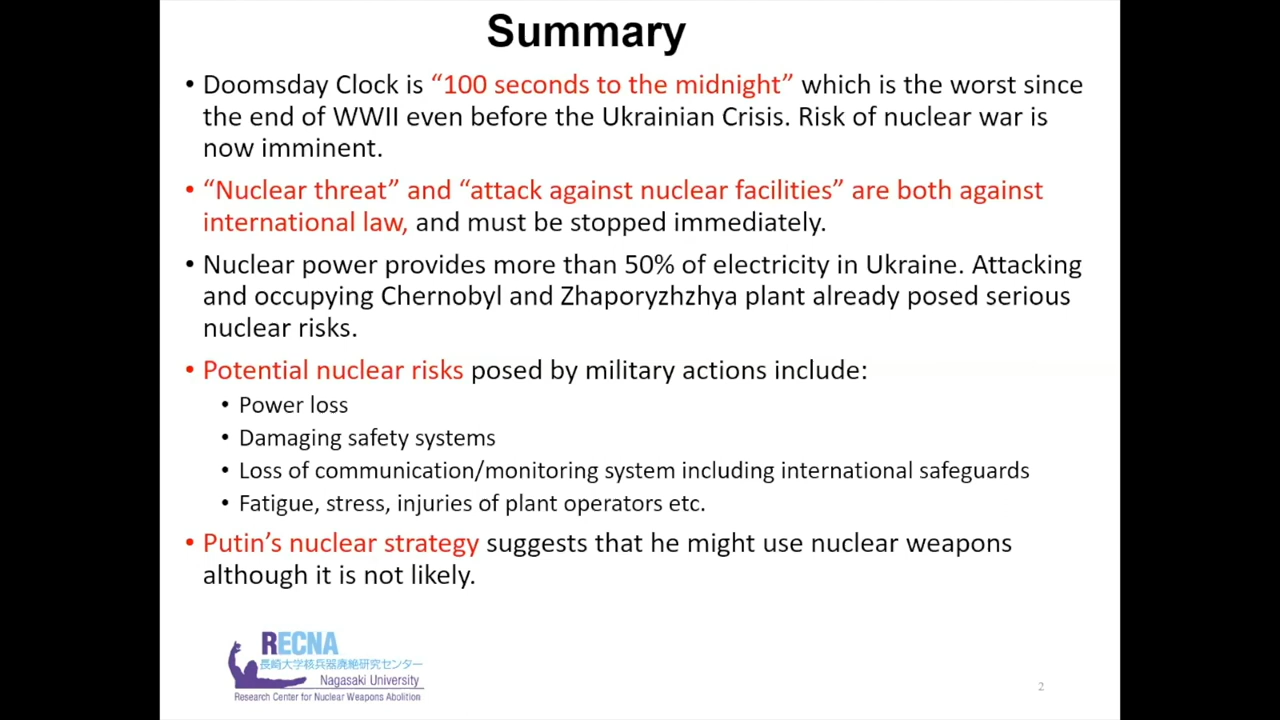 Summary
• Doomsday Clock is “100 seconds to the midnight” which is the worst since
the end of WWII even before the Ukrainian Crisis. Risk of nuclear war is
now imminent.
• “Nuclear threat” and “attack against nuclear facilities” are both against
international law, and must be stopped immediately.
• Nuclear power provides more than 50% of electricity in Ukraine. Attacking
and occupying Chernobyl and Zhaporyzhzhya plant already posed serious
nuclear risks.
• Potential nuclear risks posed by military actions include:
• Power loss
• Damaging safety systems
• Loss of communication/monitoring system including international safeguards
• Fatigue, stress, injuries of plant operators etc.
• Putin’s nuclear strategy suggests that he might use nuclear weapons
although it is not likely.
RECNA
長崎大学核兵器廃絶研究センター
Nagasaki University
Research Center for Nuclear Weapons Abolition
2